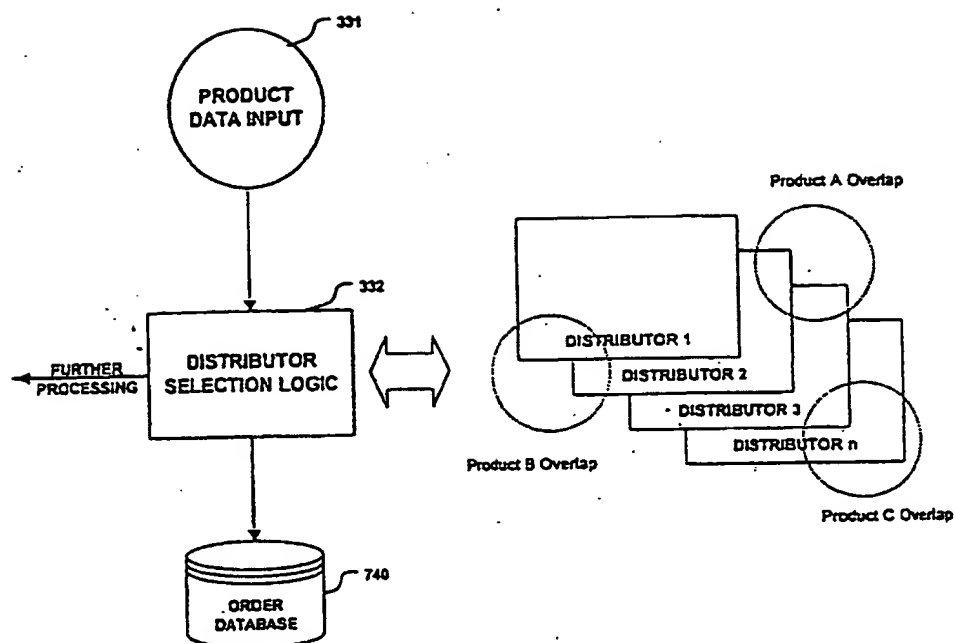 331
PRODUCT
DATA INPUT
Product A Overlap
332
DISTRIBUTOR 1
FURTHER
PROCESSING
DISTRIBUTOR
SELECTION LOGIC
DISTRIBUTOR 2
DISTRIBUTOR 3
DISTRIBUTOR n
Product B Overlap
Product C Overlap
740
ORDER
DATABASE